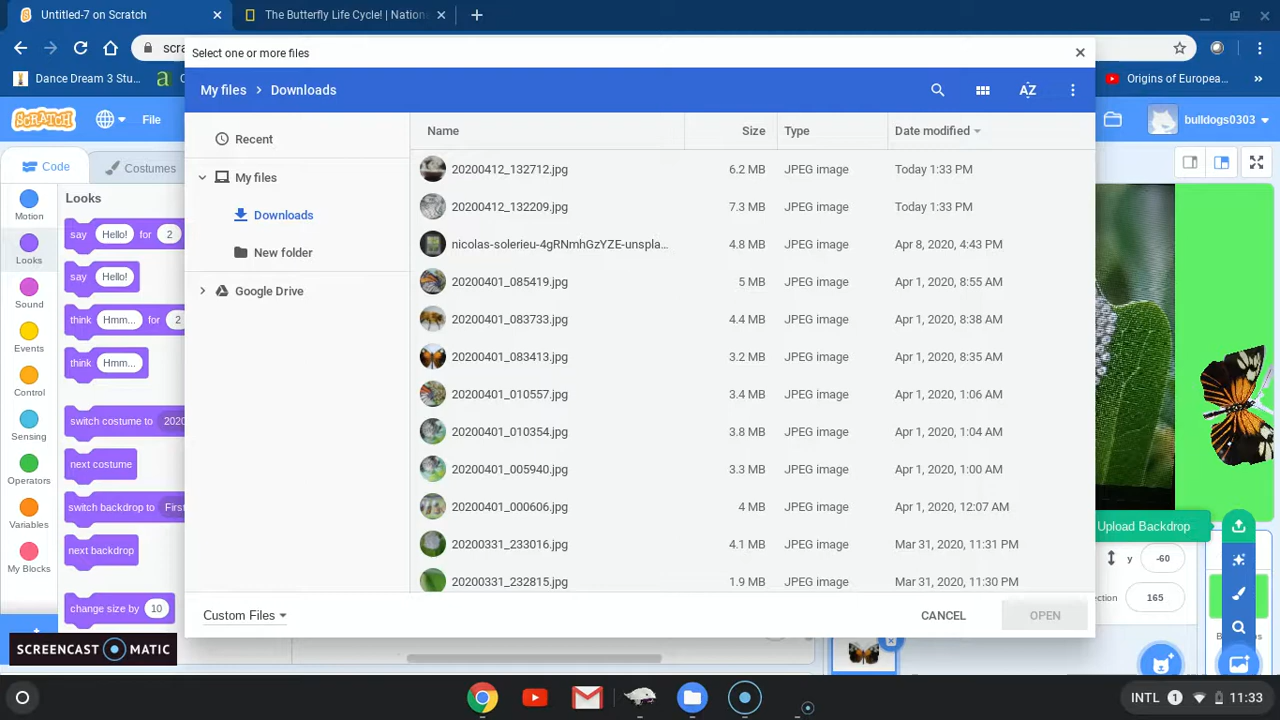 Untitled-7 on Scratch
The Butterfly Life Cycle! | Nation
scra
Dance Dream 3 Stu...
Origins of European...
Select one or more files
My files > Downloads
AZ
SCRATCH
File
bulldogs0303
Recent
My files
Downloads
New folder
Google Drive
Name Size Type Date modified
20200412_132712.jpg 6.2 MB JPEG image Today 1:33 PM
20200412_132209.jpg 7.3 MB JPEG image Today 1:33 PM
nicolas-solerieu-4gRNmhGzYZE-unspla... 4.8 MB JPEG image Apr 8, 2020, 4:43 PM
20200401_085419.jpg 5 MB JPEG image Apr 1, 2020, 8:55 AM
20200401_083733.jpg 4.4 MB JPEG image Apr 1, 2020, 8:38 AM
20200401_083413.jpg 3.2 MB JPEG image Apr 1, 2020, 8:35 AM
20200401_010557.jpg 3.4 MB JPEG image Apr 1, 2020, 1:06 AM
20200401_010354.jpg 3.8 MB JPEG image Apr 1, 2020, 1:04 AM
20200401_005940.jpg 3.3 MB JPEG image Apr 1, 2020, 1:00 AM
20200401_000606.jpg 4 MB JPEG image Apr 1, 2020, 12:07 AM
20200331_233016.jpg 4.1 MB JPEG image Mar 31, 2020, 11:31 PM
20200331_232815.jpg 1.9 MB JPEG image Mar 31, 2020, 11:30 PM
Custom Files
CANCEL
OPEN
Code
Costumes
Motion
Looks
Sound
Events
Control
Sensing
Operators
Variables
My Blocks
Looks
say Hello! for 2
say Hello!
think Hmm... for 2
think Hmm...
switch costume to 2020
next costume
switch backdrop to First
next backdrop
change size by 10
Upload Backdrop
y -60
ection 165
SCREENCAST MATIC
INTL 1 11:33